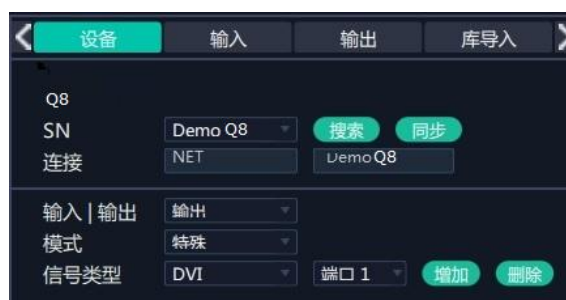 设备 输入 输出 库导入
Q8
SN Demo Q8 搜索 同步
连接 NET Demo Q8
输入 | 输出 输出
模式 特殊
信号类型 DVI 端口 1 增加 删除